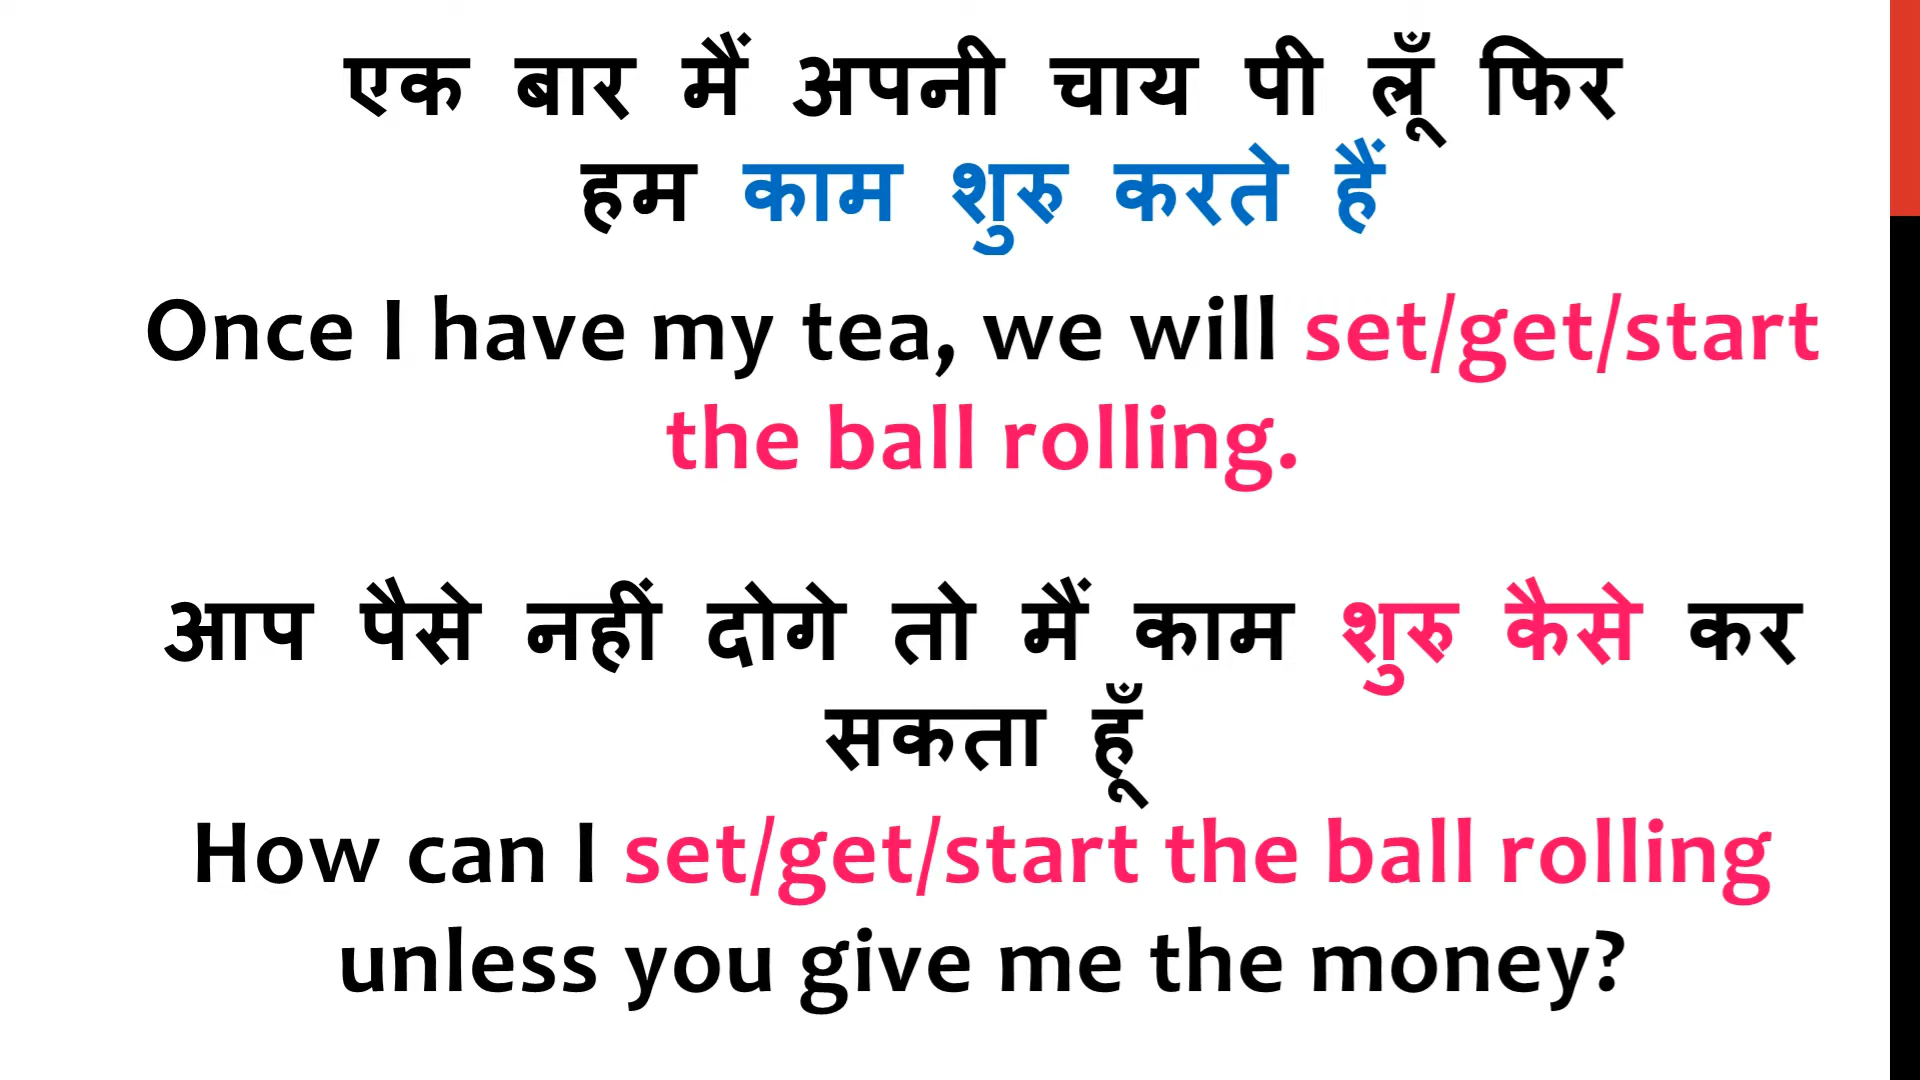 एक बार मैं अपनी चाय पी लूँ फिर
हम काम शुरु करते हैं
Once I have my tea, we will set/get/start
the ball rolling.
आप पैसे नहीं दोगे तो मैं काम शुरु कैसे कर
सकता हूँ
How can I set/get/start the ball rolling
unless you give me the money?